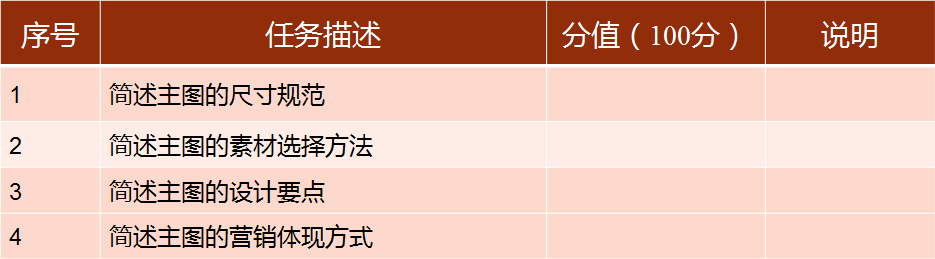 序号 任务描述 分值（100分） 说明
1 简述主图的尺寸规范
2 简述主图的素材选择方法
3 简述主图的设计要点
4 简述主图的营销体现方式